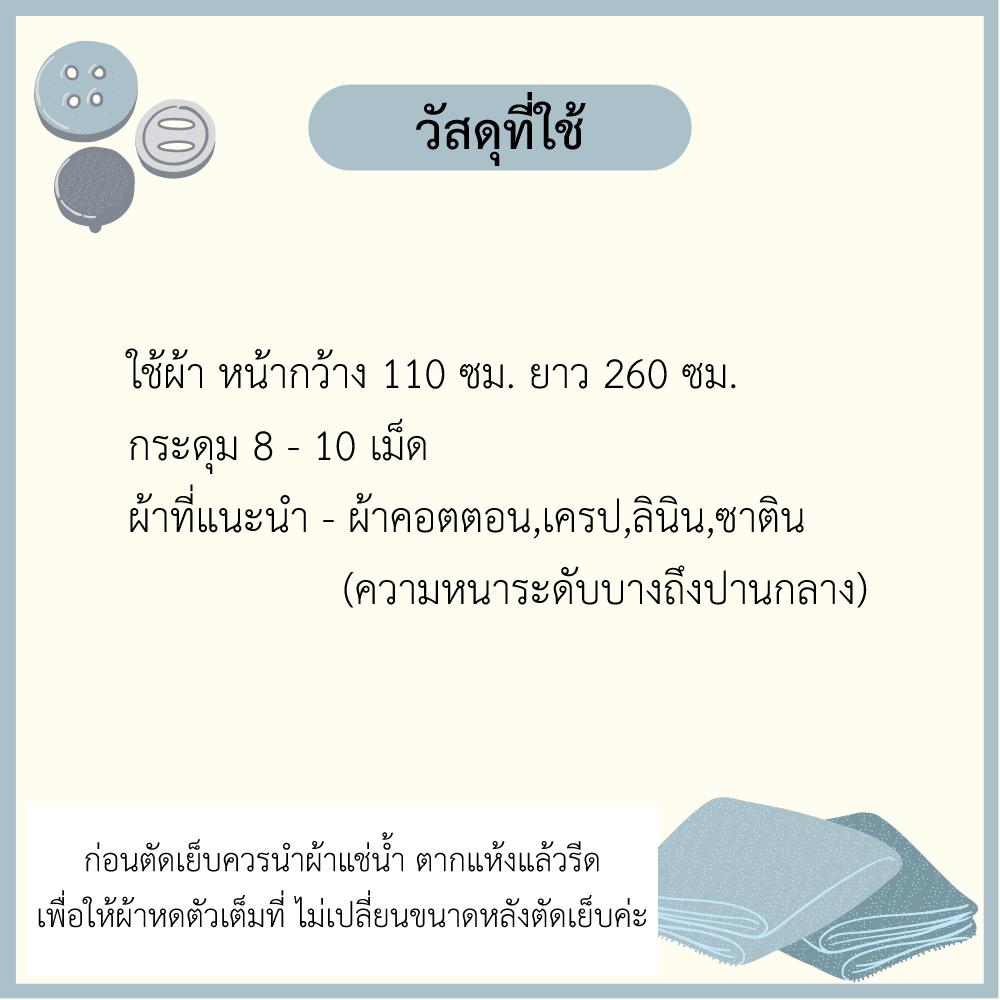 วัสดุที่ใช้
ใช้ผ้า หน้ากว้าง 110 ซม. ยาว 260 ซม.
กระดุม 8 - 10 เม็ด
ผ้าที่แนะนำ - ผ้าคอตตอน,เครป,ลินิน,ซาติน
(ความหนาระดับบางถึงปานกลาง)
ก่อนตัดเย็บควรนำผ้าแช่น้ำ ตากแห้งแล้วรีด
เพื่อให้ผ้าหดตัวเต็มที่ ไม่เปลี่ยนขนาดหลังตัดเย็บค่ะ